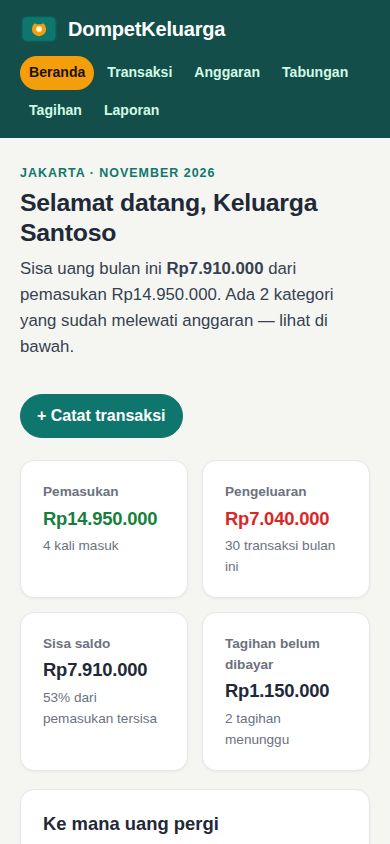 DompetKeluarga
Beranda Transaksi Anggaran Tabungan
Tagihan Laporan
JAKARTA · NOVEMBER 2026
Selamat datang, Keluarga
Santoso
Sisa uang bulan ini Rp7.910.000 dari
pemasukan Rp14.950.000. Ada 2 kategori
yang sudah melewati anggaran — lihat di
bawah.
+ Catat transaksi
Pemasukan
Rp14.950.000
4 kali masuk
Pengeluaran
Rp7.040.000
30 transaksi bulan
ini
Sisa saldo
Rp7.910.000
53% dari
pemasukan tersisa
Tagihan belum
dibayar
Rp1.150.000
2 tagihan
menunggu
Ke mana uang pergi